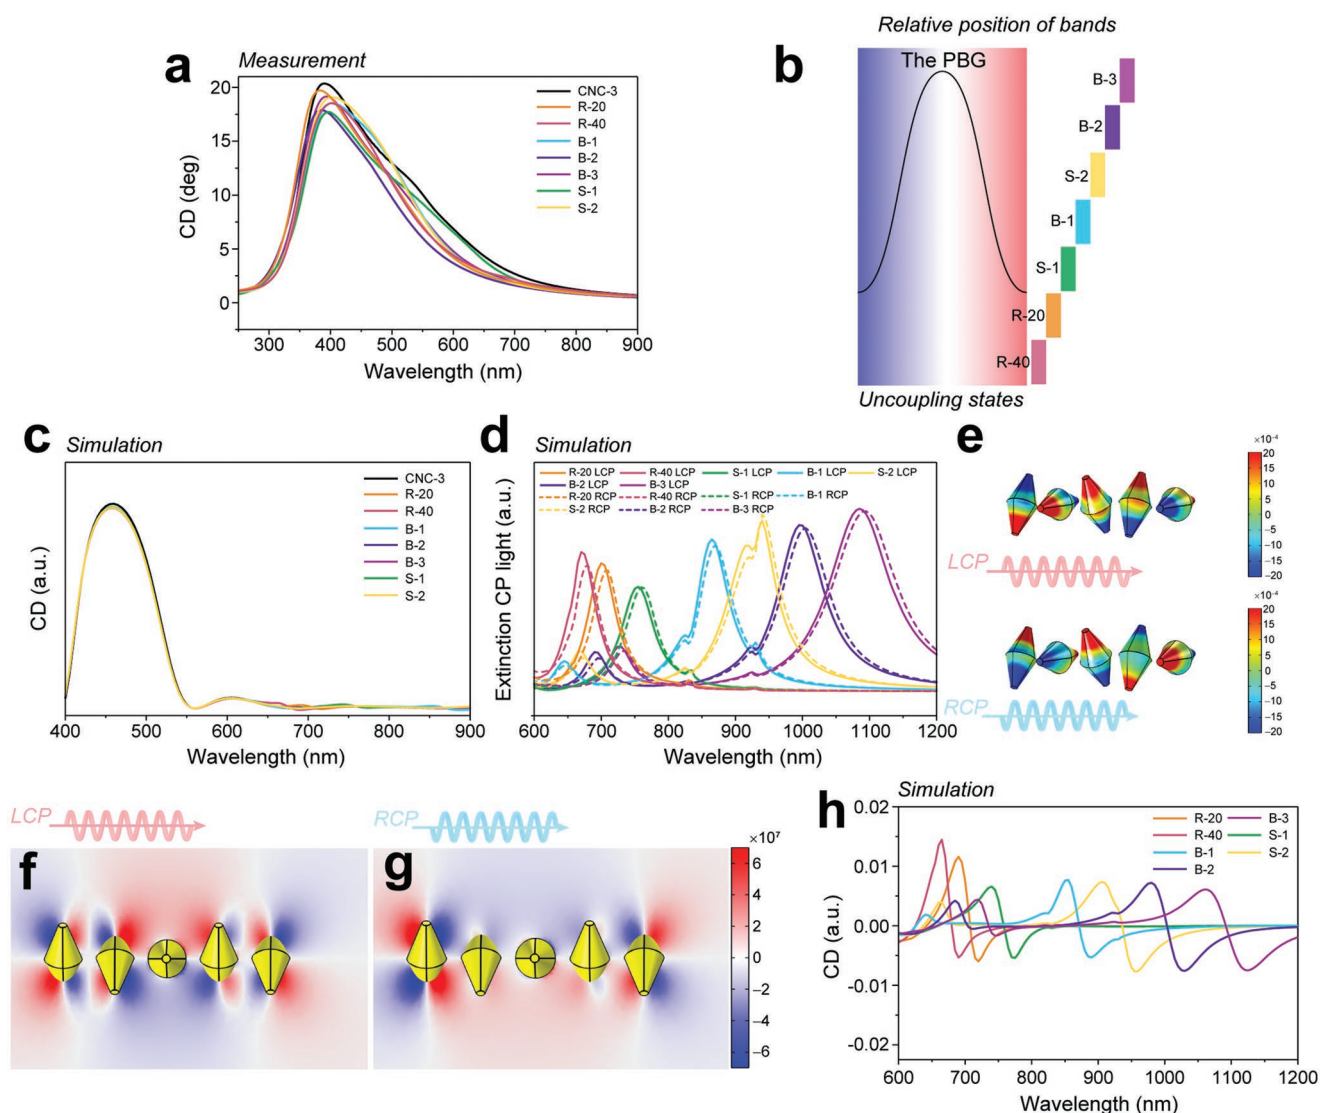 a
Measurement
CD (deg)
20
15
10
5
0
300 400 500 600 700 800 900
Wavelength (nm)
CNC-3
R-20
R-40
B-1
B-2
B-3
S-1
S-2
b
Relative position of bands
The PBG
B-3
B-2
S-2
B-1
S-1
R-20
R-40
Uncoupling states
c
Simulation
CD (a.u.)
400 500 600 700 800 900
Wavelength (nm)
CNC-3
R-20
R-40
B-1
B-2
B-3
S-1
S-2
d
Simulation
Extinction CP light (a.u.)
R-20 LCP R-40 LCP S-1 LCP B-1 LCP S-2 LCP
B-2 LCP B-3 LCP
R-20 RCP R-40 RCP S-1 RCP B-1 RCP
S-2 RCP B-2 RCP B-3 RCP
600 700 800 900 1000 1100 1200
Wavelength (nm)
e
×10⁻⁴
20
15
10
5
0
−5
−10
−15
−20
LCP
×10⁻⁴
20
15
10
5
0
−5
−10
−15
−20
RCP
LCP
f
RCP
g
×10⁷
6
4
2
0
−2
−4
−6
h
Simulation
CD (a.u.)
0.02
0.01
0.00
-0.01
-0.02
R-20 B-3
R-40 S-1
B-1 S-2
B-2
600 700 800 900 1000 1100 1200
Wavelength (nm)